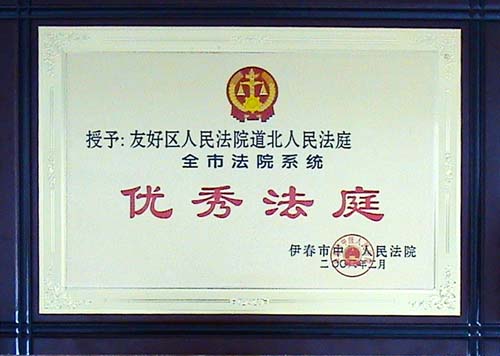 授予:友好区人民法院道北人民法庭
全市法院系统
优秀法庭
伊春市中级人民法院
二〇〇六年二月